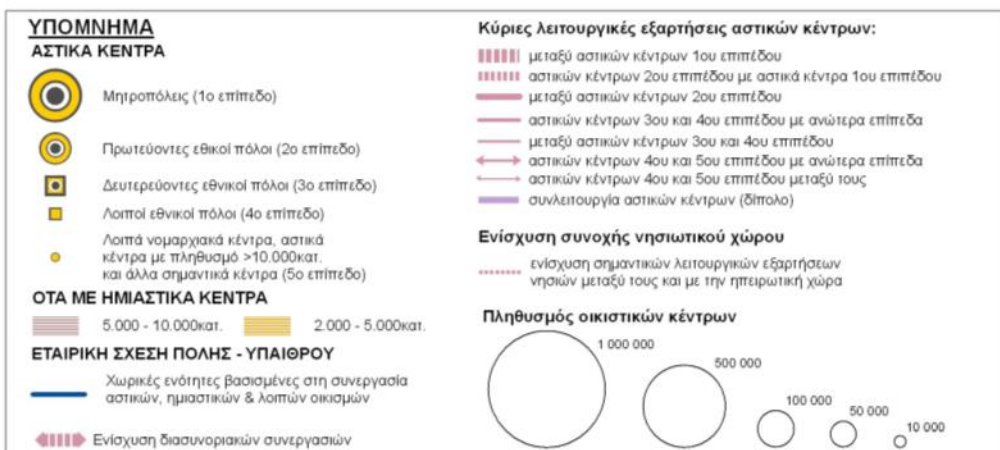 ΥΠΟΜΝΗΜΑ
ΑΣΤΙΚΑ ΚΕΝΤΡΑ
Μητροπόλεις (1ο επίπεδο)
Πρωτεύοντες εθικοί πόλοι (2ο επίπεδο)
Δευτερεύοντες εθνικοί πόλοι (3ο επίπεδο)
Λοιποί εθνικοί πόλοι (4ο επίπεδο)
Λοιπά νομαρχιακά κέντρα, αστικά
κέντρα με πληθυσμό >10.000κατ.
και άλλα σημαντικά κέντρα (5ο επίπεδο)
ΟΤΑ ΜΕ ΗΜΙΑΣΤΙΚΑ ΚΕΝΤΡΑ
5.000 - 10.000κατ.
2.000 - 5.000κατ.
ΕΤΑΙΡΙΚΗ ΣΧΕΣΗ ΠΟΛΗΣ - ΥΠΑΙΘΡΟΥ
Χωρικές ενότητες βασισμένες στη συνεργασία
αστικών, ημιαστικών & λοιπών οικισμών
Ενίσχυση διασυνοριακών συνεργασιών
Κύριες λειτουργικές εξαρτήσεις αστικών κέντρων:
μεταξύ αστικών κέντρων 1ου επιπέδου
αστικών κέντρων 2ου επιπέδου με αστικά κέντρα 1ου επιπέδου
μεταξύ αστικών κέντρων 2ου επιπέδου
αστικών κέντρων 3ου και 4ου επιπέδου με ανώτερα επίπεδα
μεταξύ αστικών κέντρων 3ου και 4ου επιπέδου
αστικών κέντρων 4ου και 5ου επιπέδου με ανώτερα επίπεδα
αστικών κέντρων 4ου και 5ου επιπέδου μεταξύ τους
συνλειτουργία αστικών κέντρων (δίπολο)
Ενίσχυση συνοχής νησιωτικού χώρου
ενίσχυση σημαντικών λειτουργικών εξαρτήσεων
νησιών μεταξύ τους και με την ηπειρωτική χώρα
Πληθυσμός οικιστικών κέντρων
1 000 000
500 000
100 000
50 000
10 000